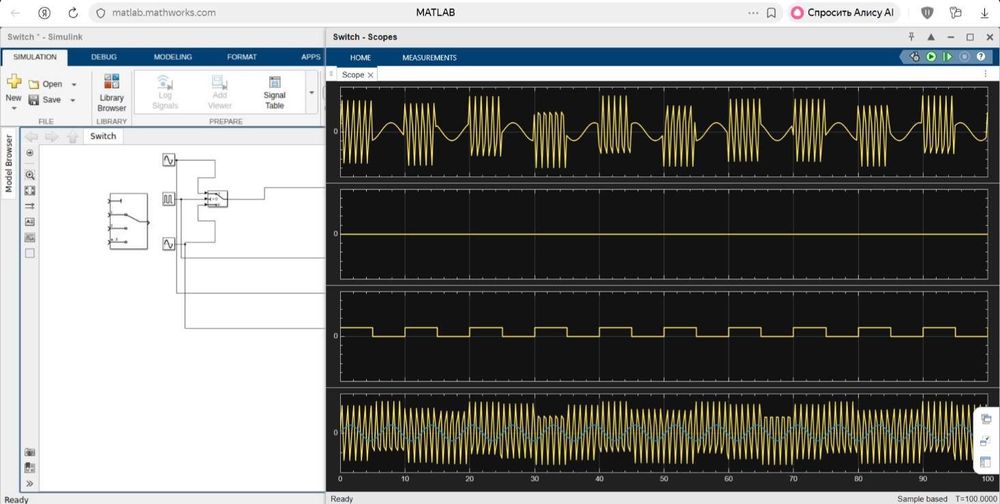 matlab.mathworks.com
MATLAB
Спросить Алису AI
Switch * - Simulink
SIMULATION DEBUG MODELING FORMAT APPS
New
Open
Save
FILE
Library
Browser
LIBRARY
Log
Signals
Add
Viewer
Signal
Table
PREPARE
Model Browser
Switch
> 0
Ready
Switch - Scopes
HOME MEASUREMENTS
Scope
0
0
0
0
0 10 20 30 40 50 60 70 80 90 100
Ready
Sample based T=100.0000